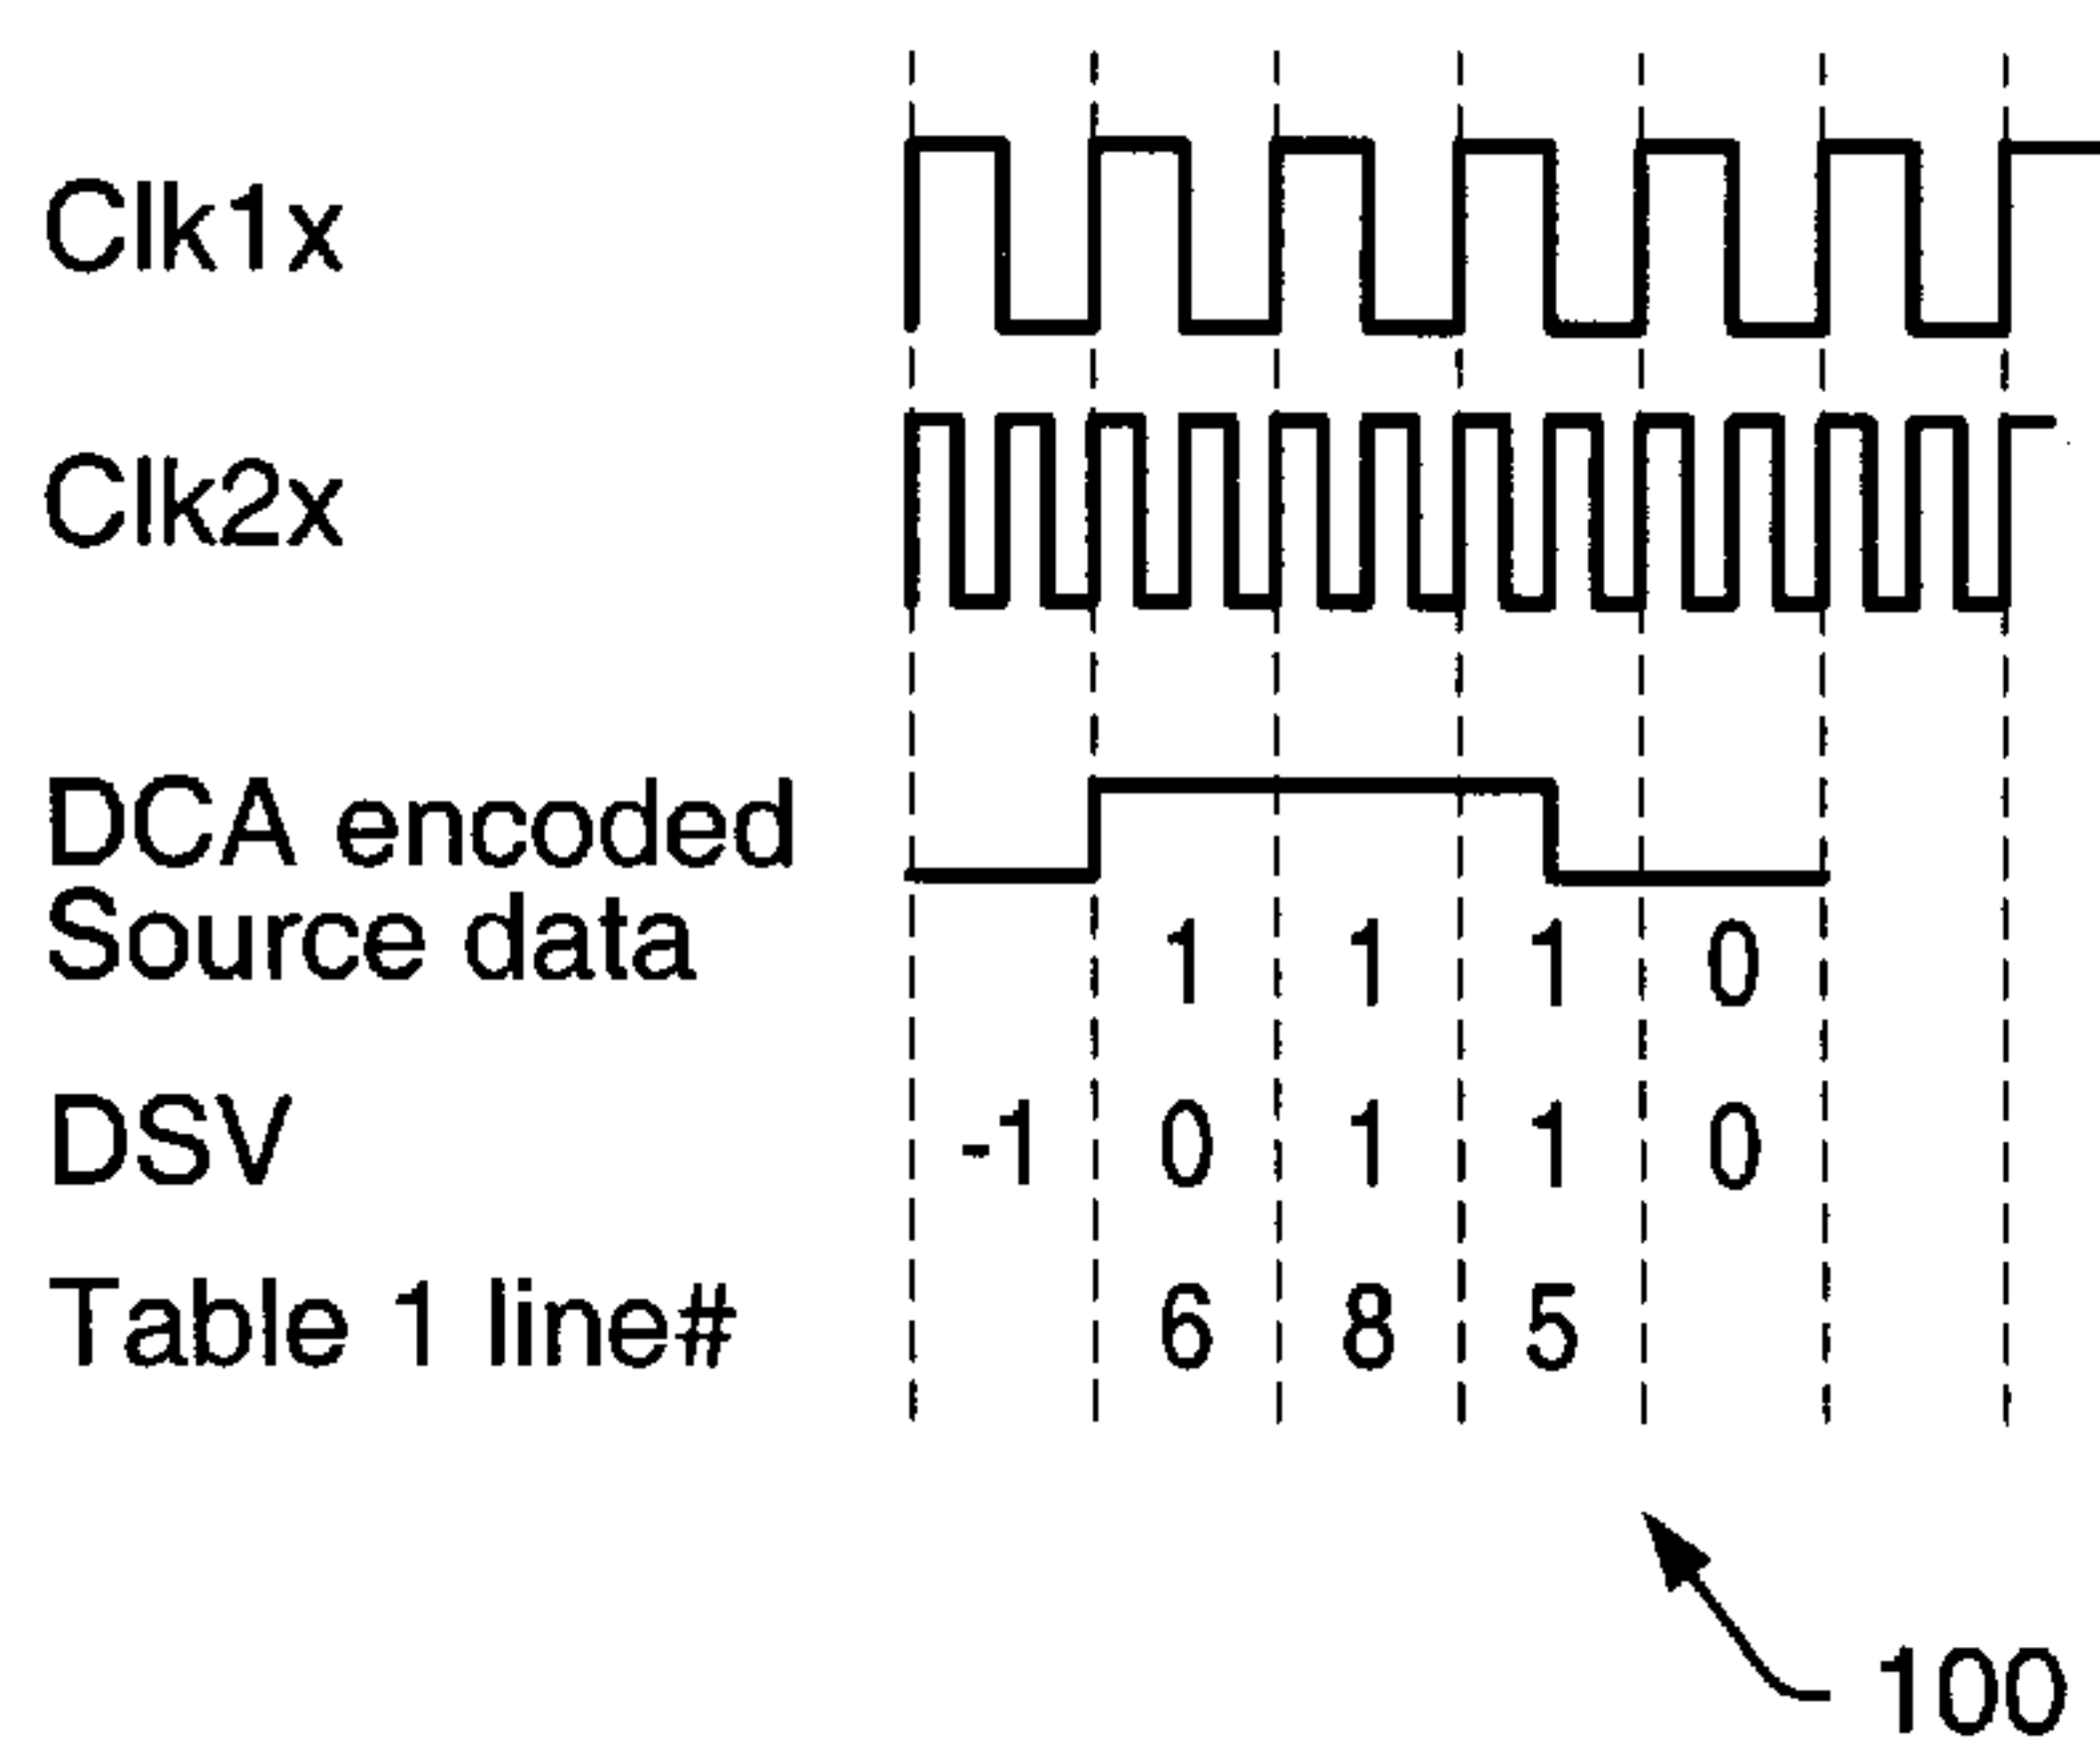 Clk1x
Clk2x
DCA encoded
Source data 1 1 1 0
DSV -1 0 1 1 0
Table 1 line# 6 8 5
100